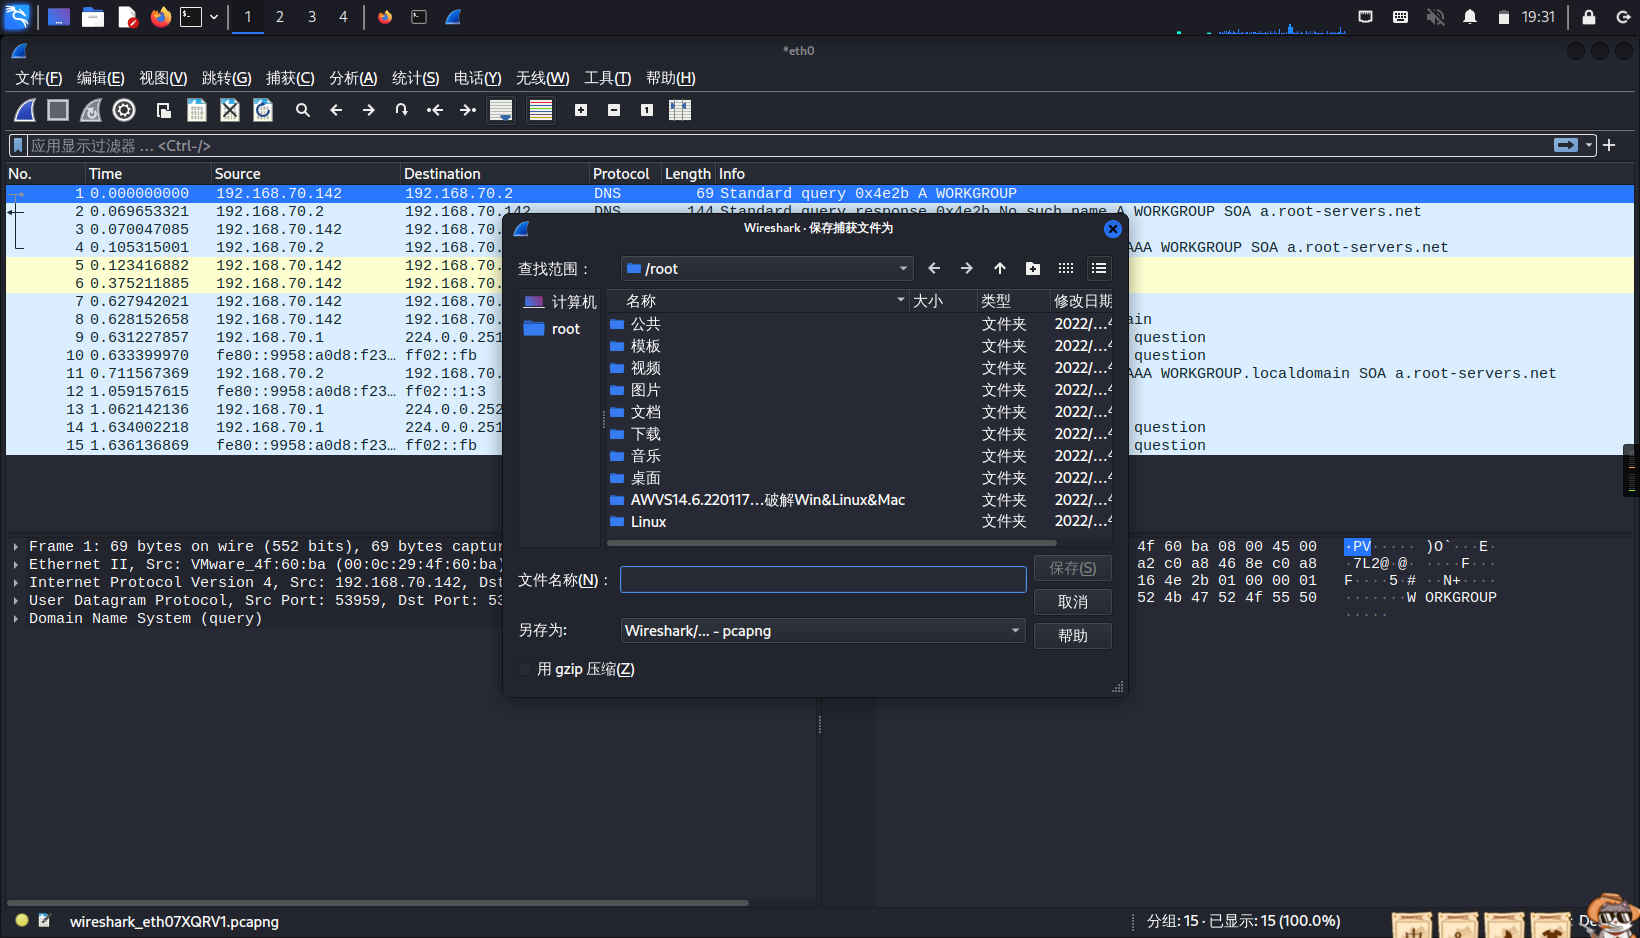 1 2 3 4 19:31
*eth0
文件(F) 编辑(E) 视图(V) 跳转(G) 捕获(C) 分析(A) 统计(S) 电话(Y) 无线(W) 工具(T) 帮助(H)
应用显示过滤器 … <Ctrl-/>
No. Time Source Destination Protocol Length Info
1 0.000000000 192.168.70.142 192.168.70.2 DNS 69 Standard query 0x4e2b A WORKGROUP
2 0.069653321 192.168.70.2 192.168.70.142 DNS 144 Standard query response 0x4e2b No such name A WORKGROUP SOA a.root-servers.net
3 0.070047085 192.168.70.142 192.168.70.
4 0.105315001 192.168.70.2 192.168.70. AAA WORKGROUP SOA a.root-servers.net
5 0.123416882 192.168.70.142 192.168.70.
6 0.375211885 192.168.70.142 192.168.70.
7 0.627942021 192.168.70.142 192.168.70.
8 0.628152658 192.168.70.142 192.168.70. in
9 0.631227857 192.168.70.142 224.0.0.251 question
10 0.633399970 fe80::9958:a0d8:f23… ff02::fb question
11 0.711567369 192.168.70.2 192.168.70. AAA WORKGROUP.localdomain SOA a.root-servers.net
12 1.059157615 fe80::9958:a0d8:f23… ff02::1:3
13 1.062142136 192.168.70.1 224.0.0.252
14 1.634002218 192.168.70.1 224.0.0.251 question
15 1.636136869 fe80::9958:a0d8:f23… ff02::fb question
Wireshark · 保存捕获文件为
查找范围： /root
计算机
root
名称 大小 类型 修改日期
公共 文件夹 2022/…4
模板 文件夹 2022/…4
视频 文件夹 2022/…4
图片 文件夹 2022/…4
文档 文件夹 2022/…4
下载 文件夹 2022/…4
音乐 文件夹 2022/…4
桌面 文件夹 2022/…4
AWVS14.6.220117…破解Win&Linux&Mac 文件夹 2022/…4
Linux 文件夹 2022/…4
文件名称(N)： 保存(S)
取消
另存为: Wireshark/... - pcapng 帮助
用 gzip 压缩(Z)
Frame 1: 69 bytes on wire (552 bits), 69 bytes captur
Ethernet II, Src: VMware_4f:60:ba (00:0c:29:4f:60:ba)
Internet Protocol Version 4, Src: 192.168.70.142, Dst
User Datagram Protocol, Src Port: 53959, Dst Port: 53
Domain Name System (query)
4f 60 ba 08 00 45 00 ·PV····· )O`···E·
a2 c0 a8 46 8e c0 a8 ·7L2@·@· ····F···
16 4e 2b 01 00 00 01 F····5·# ··N+····
52 4b 47 52 4f 55 50 ·······W ORKGROUP
·····
wireshark_eth07XQRV1.pcapng 分组: 15 · 已显示: 15 (100.0%)